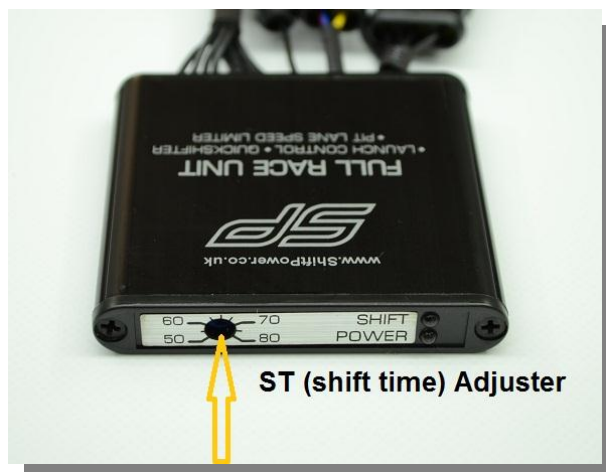 • PIT LANE SPEED LIMITER
• LAUNCH CONTROL • QUICKSHIFTER
FULL RACE UNIT
SP
www.ShiftPower.co.uk
60 70 SHIFT
50 80 POWER
ST (shift time) Adjuster